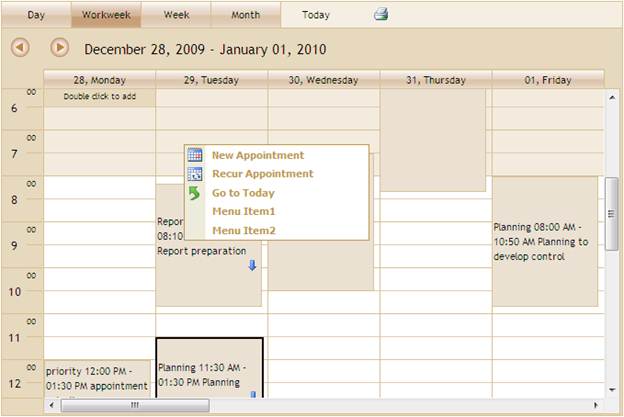 Day Workweek Week Month Today
December 28, 2009 - January 01, 2010
28, Monday 29, Tuesday 30, Wednesday 31, Thursday 01, Friday
6 00 Double click to add
7 00
New Appointment
Recur Appointment
Go to Today
Menu Item1
Menu Item2
8 00
Repor
08:10
Report preparation
9 00
Planning 08:00 AM -
10:50 AM Planning to
develop control
10 00
11 00
12 00
priority 12:00 PM -
01:30 PM appointment
Planning 11:30 AM -
01:30 PM Planning